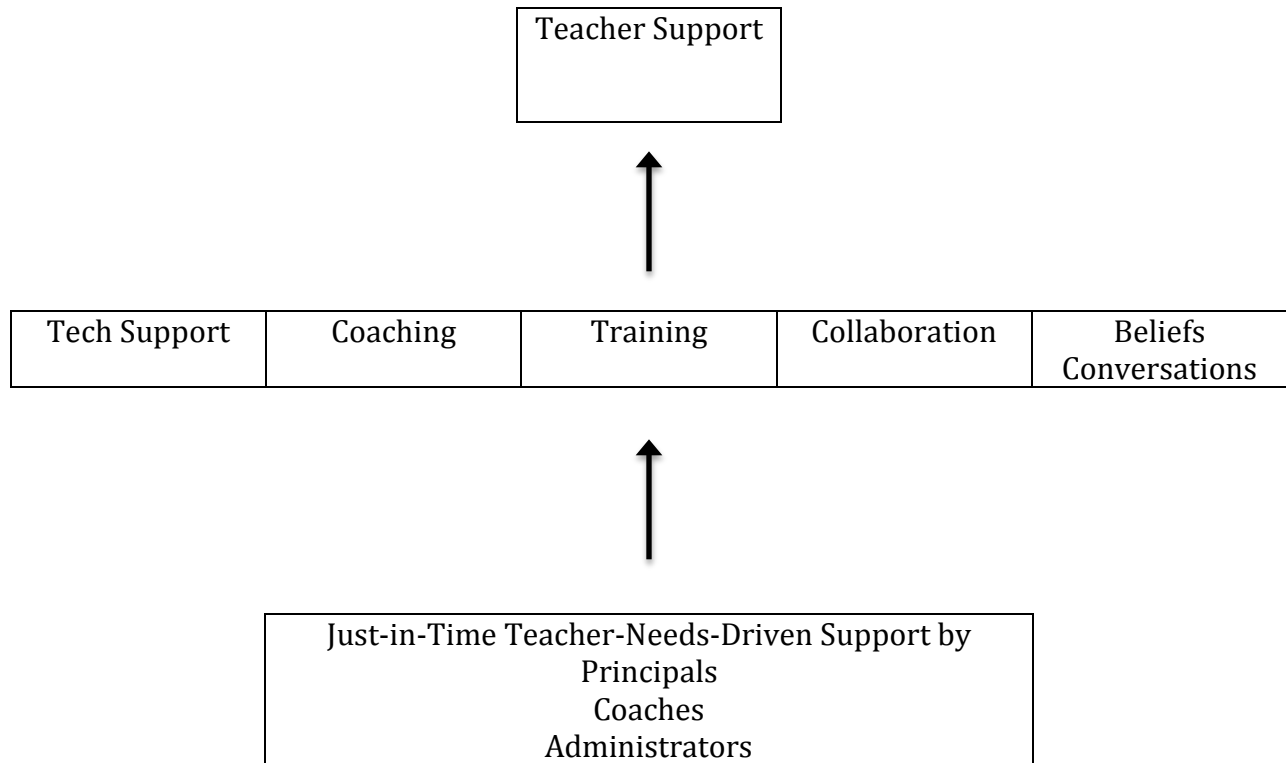 Teacher Support
Tech Support
Coaching
Training
Collaboration
Beliefs
Conversations
Just-in-Time Teacher-Needs-Driven Support by
Principals
Coaches
Administrators